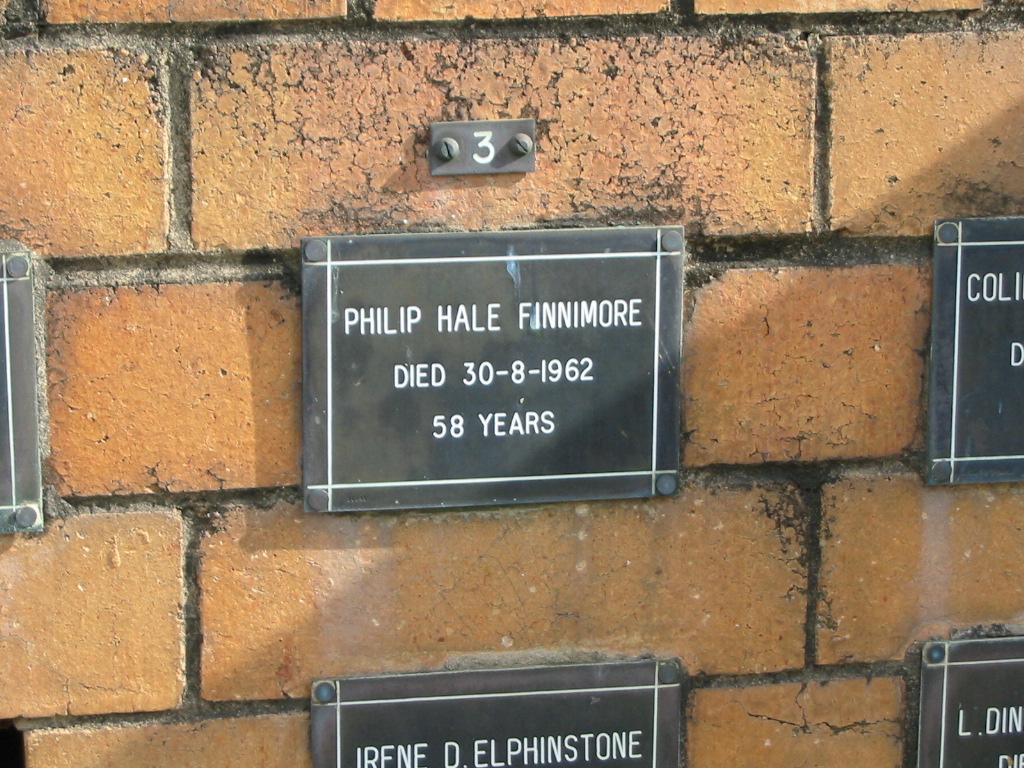 3
PHILIP HALE FINNIMORE
DIED 30-8-1962
58 YEARS
IRENE D. ELPHINSTONE